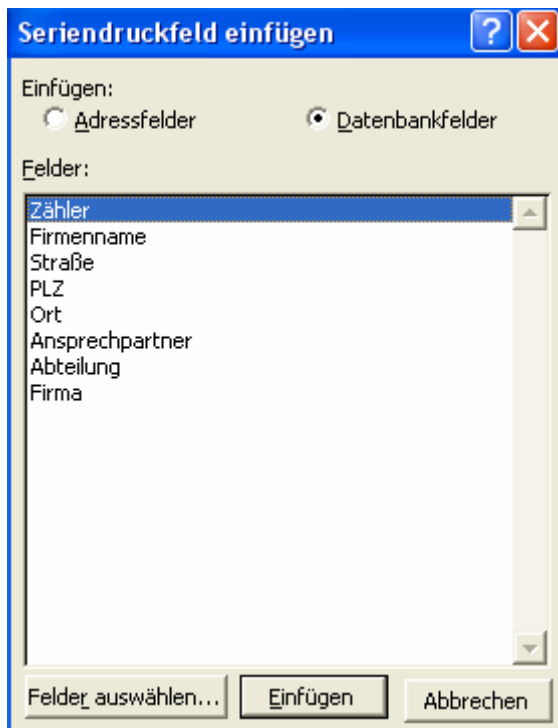 Seriendruckfeld einfügen
Einfügen:
Adressfelder Datenbankfelder
Felder:
Zähler
Firmenname
Straße
PLZ
Ort
Ansprechpartner
Abteilung
Firma
Felder auswählen... Einfügen Abbrechen